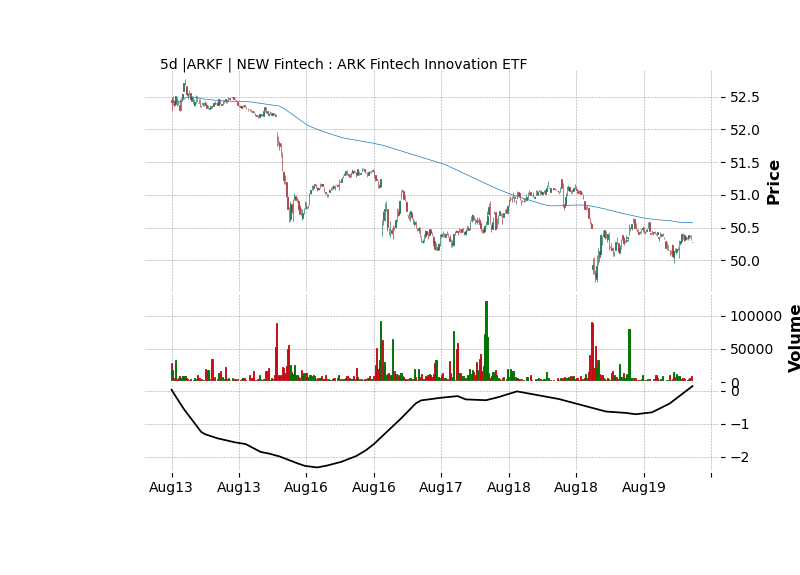 5d |ARKF | NEW Fintech : ARK Fintech Innovation ETF
52.5
52.0
51.5
51.0
50.5
50.0
Price
100000
50000
0
Volume
0
−1
−2
Aug13
Aug13
Aug16
Aug16
Aug17
Aug18
Aug18
Aug19